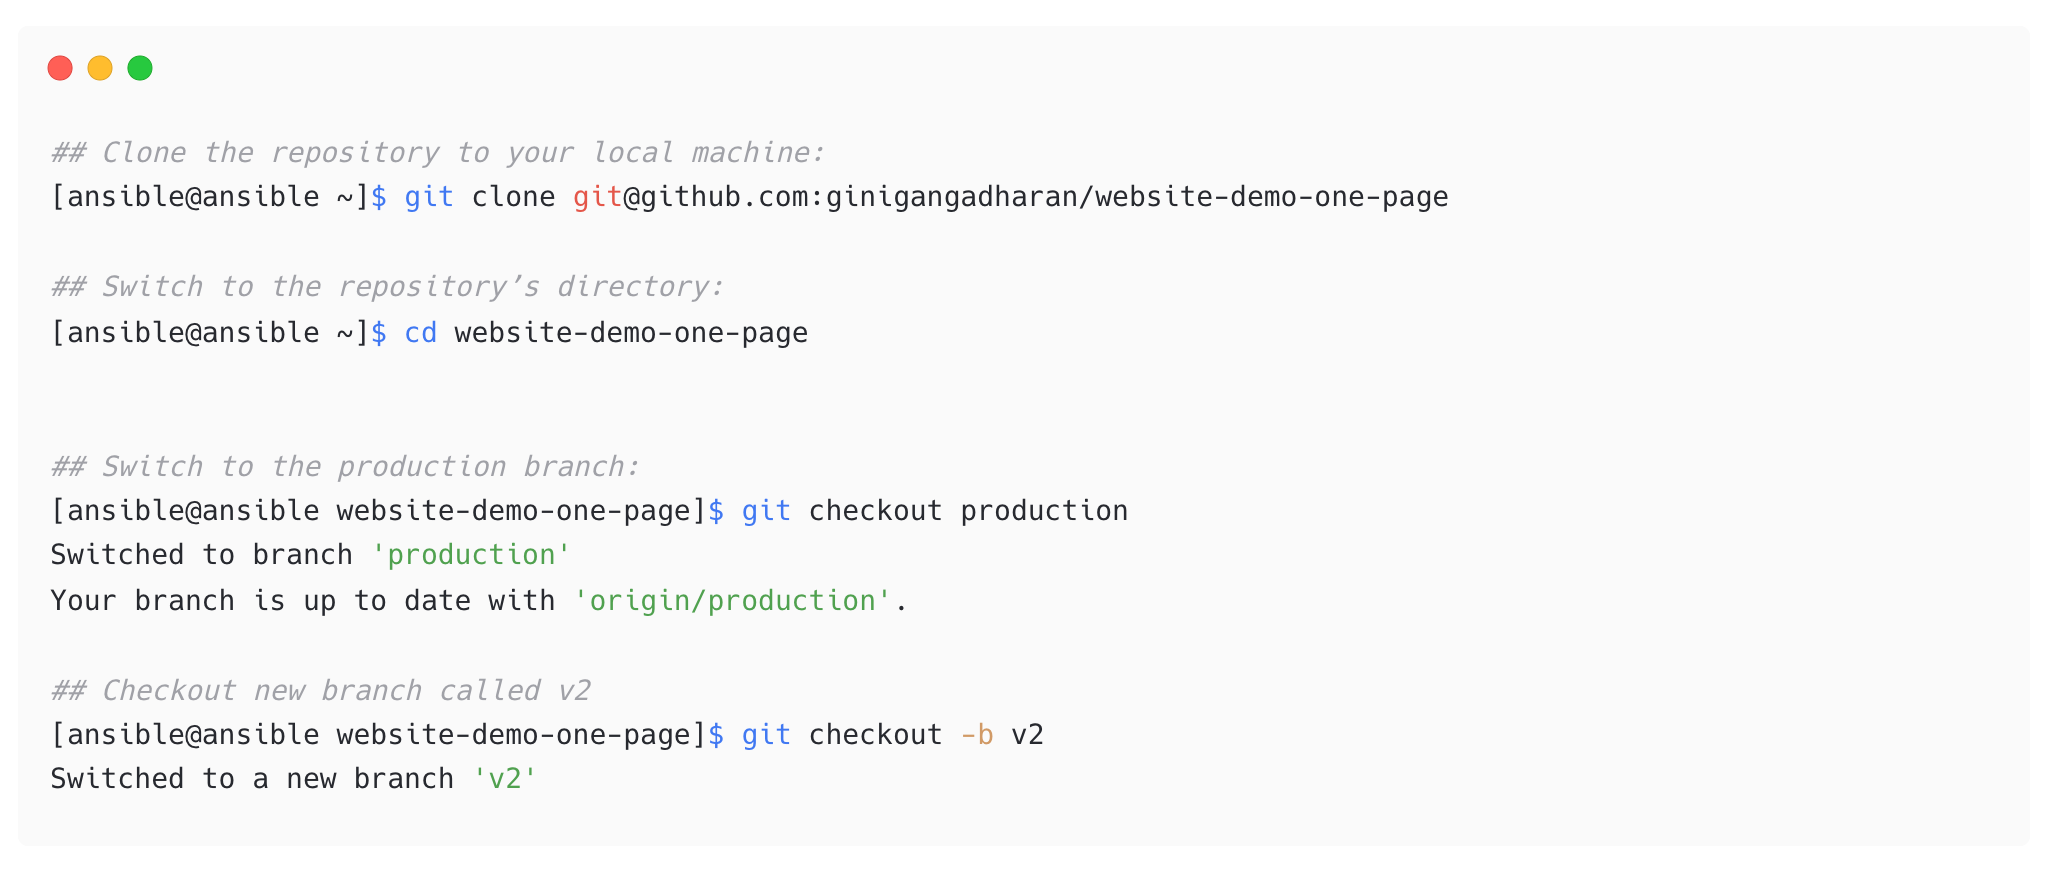 ## Clone the repository to your local machine:
[ansible@ansible ~]$ git clone git@github.com:ginigangadharan/website-demo-one-page
## Switch to the repository’s directory:
[ansible@ansible ~]$ cd website-demo-one-page
## Switch to the production branch:
[ansible@ansible website-demo-one-page]$ git checkout production
Switched to branch 'production'
Your branch is up to date with 'origin/production'.
## Checkout new branch called v2
[ansible@ansible website-demo-one-page]$ git checkout -b v2
Switched to a new branch 'v2'